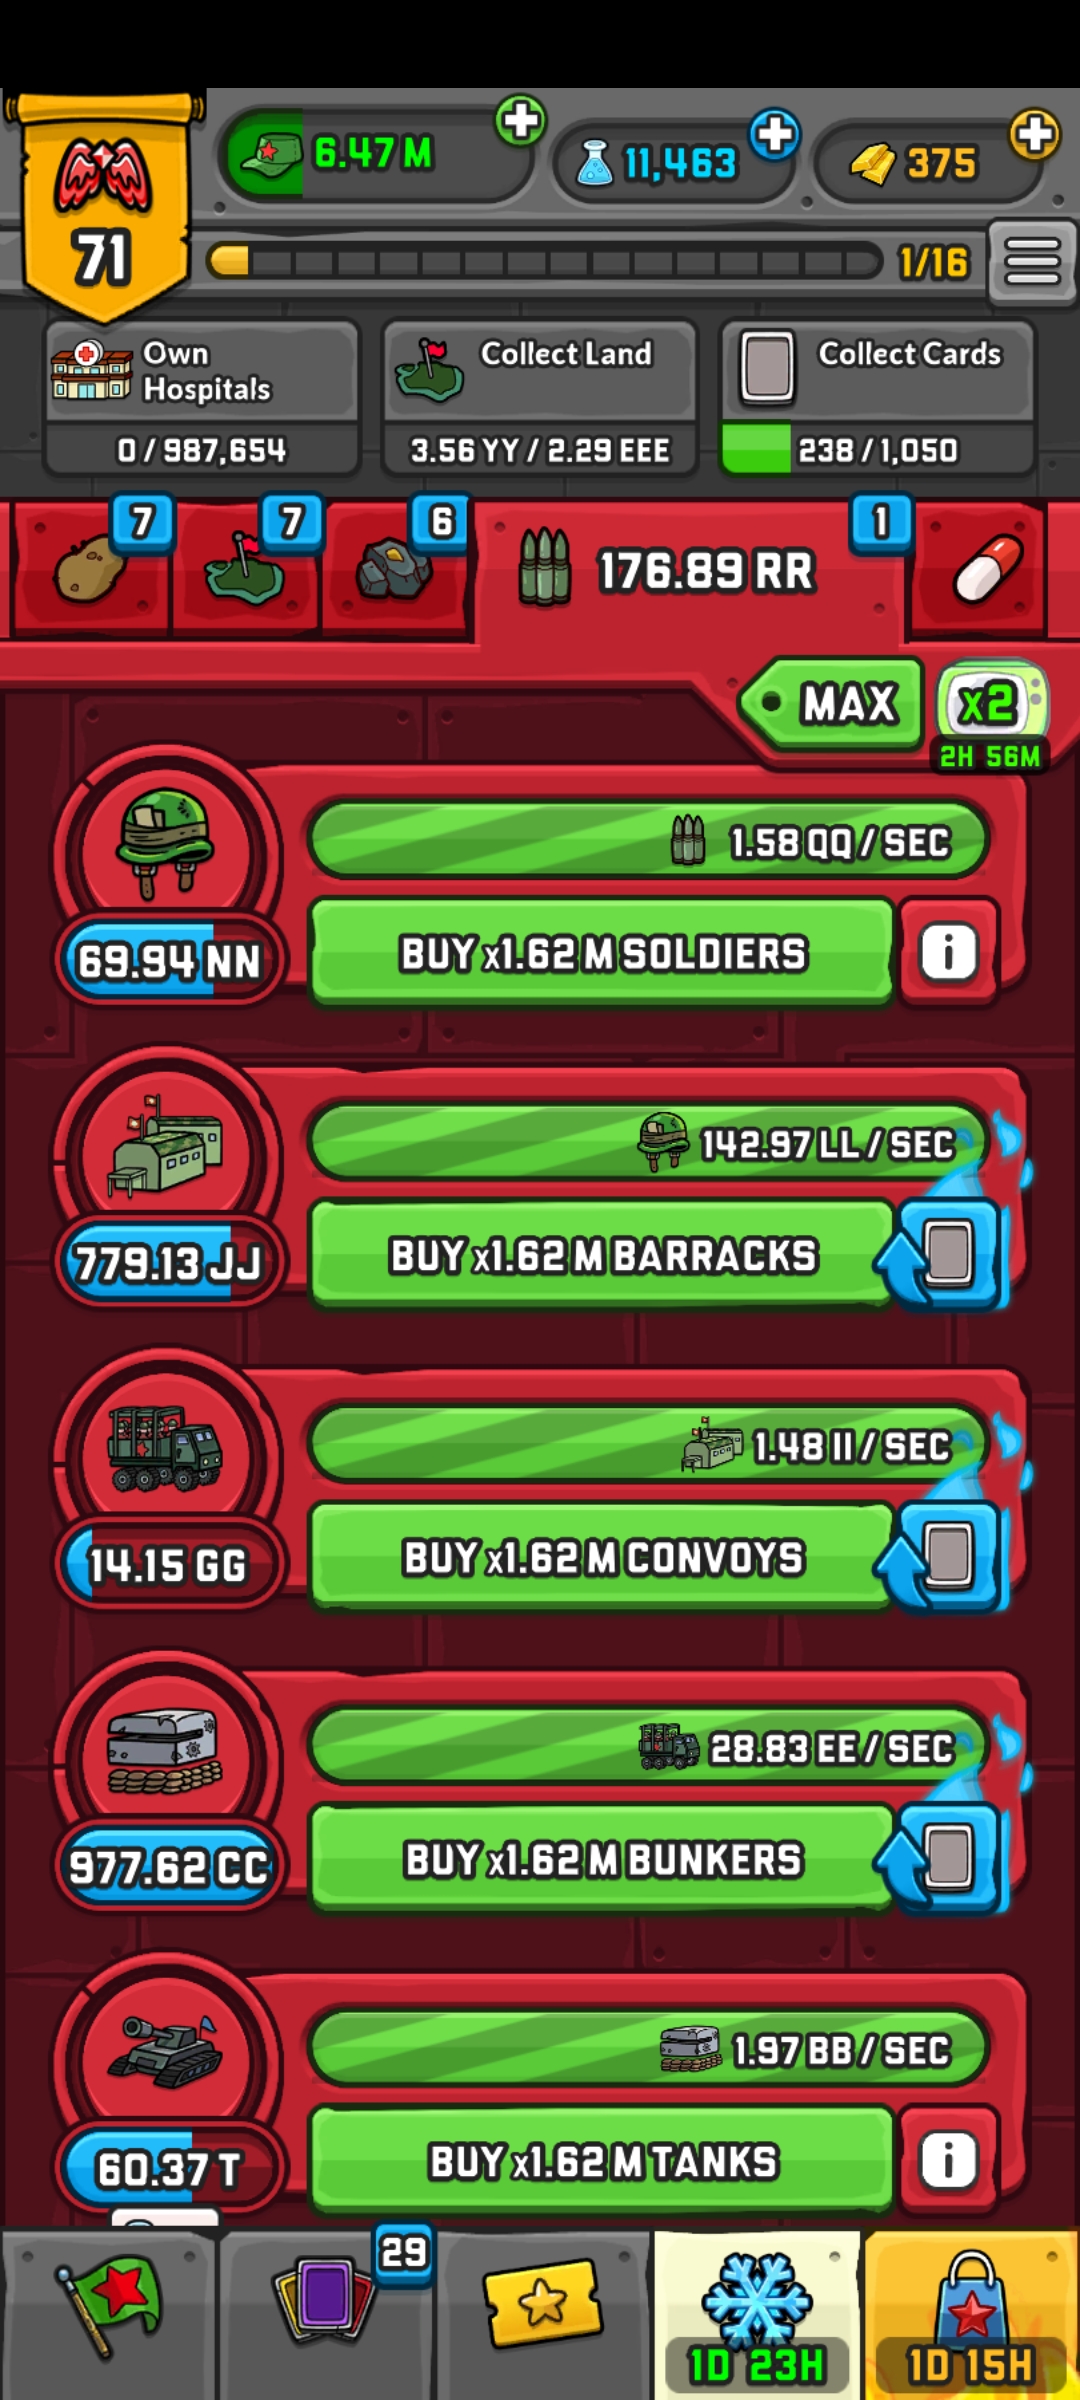 71
6.47 M
11,463
375
1/16
Own
Hospitals
0 / 987,654
Collect Land
3.56 YY / 2.29 EEE
Collect Cards
238 / 1,050
7
7
6
176.89 RR
1
MAX
x2
2H 56M
1.58 QQ / SEC
69.94 NN
BUY x1.62 M SOLDIERS
i
142.97 LL / SEC
779.13 JJ
BUY x1.62 M BARRACKS
1.48 II / SEC
14.15 GG
BUY x1.62 M CONVOYS
28.83 EE / SEC
977.62 CC
BUY x1.62 M BUNKERS
1.97 BB / SEC
60.37 T
BUY x1.62 M TANKS
i
29
1D 23H
1D 15H